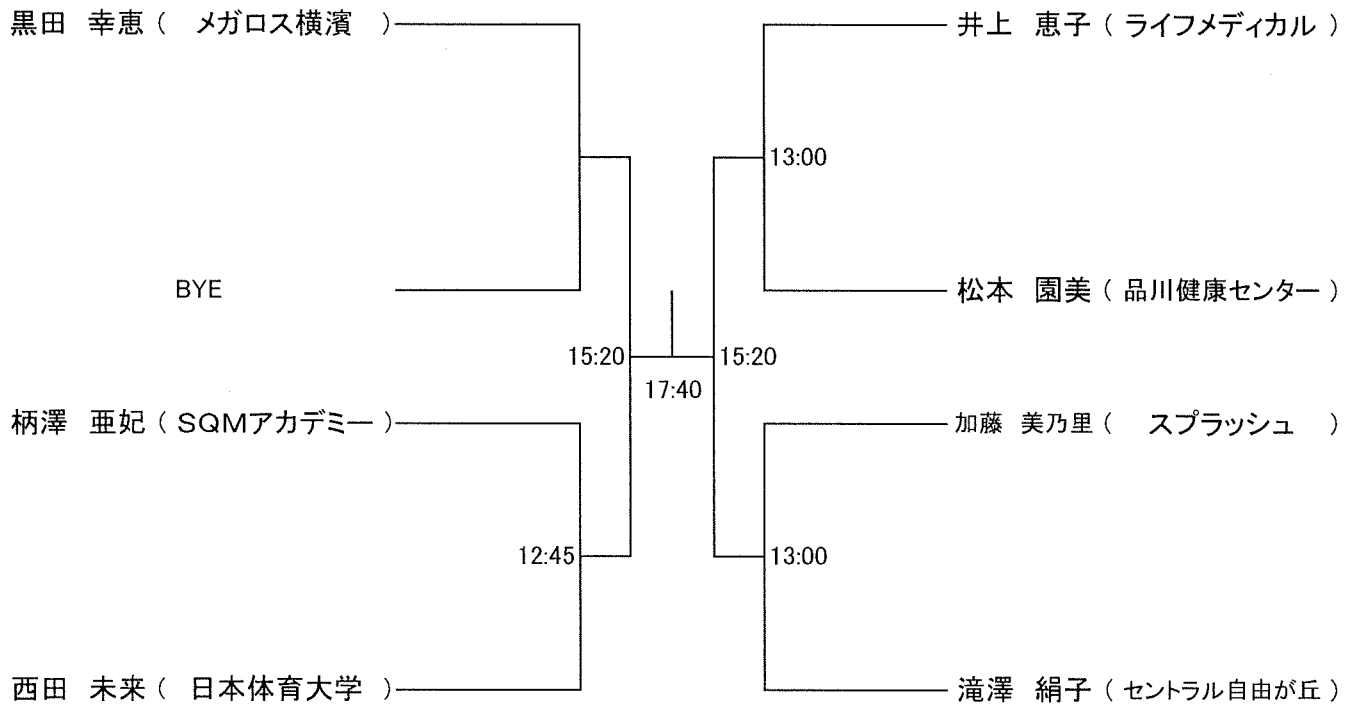 黒田 幸恵 ( メガロス横濱 )
BYE
15:20
柄澤 亜妃 ( SQMアカデミー )
12:45
西田 未来 ( 日本体育大学 )
17:40
井上 恵子 ( ライフメディカル )
13:00
松本 園美 ( 品川健康センター )
15:20
加藤 美乃里 ( スプラッシュ )
13:00
滝澤 絹子 ( セントラル自由が丘 )